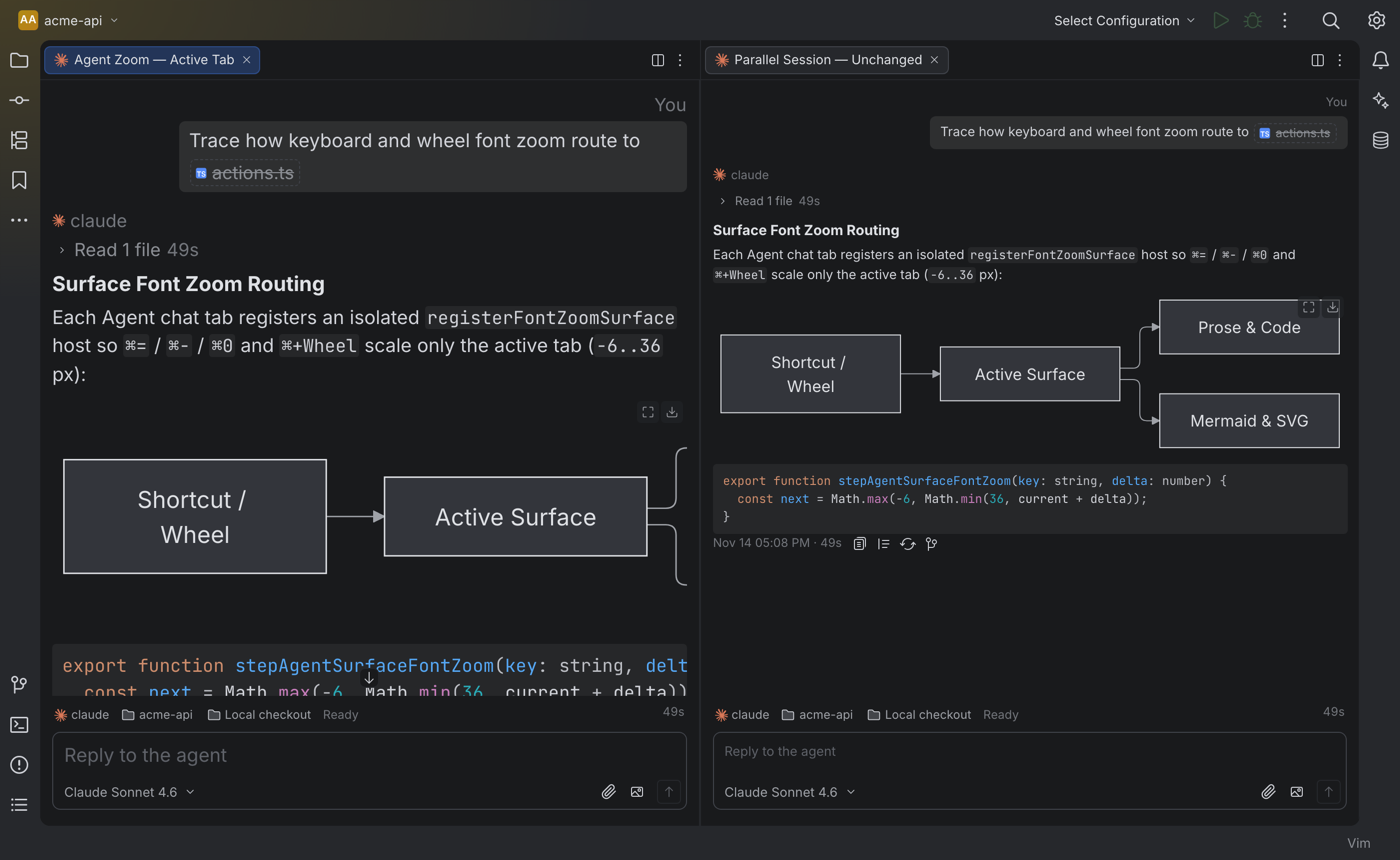 AA acme-api
Select Configuration
Agent Zoom — Active Tab
You
Trace how keyboard and wheel font zoom route to
TS actions.ts
claude
Read 1 file 49s
Surface Font Zoom Routing
Each Agent chat tab registers an isolated registerFontZoomSurface
host so ⌘= / ⌘- / ⌘0 and ⌘+Wheel scale only the active tab (-6..36
px):
Shortcut /
Wheel
Active Surface
export function stepAgentSurfaceFontZoom(key: string, delt
const next = Math.max(-6, Math.min(36, current + delta))
claude acme-api Local checkout Ready 49s
Reply to the agent
Claude Sonnet 4.6
Parallel Session — Unchanged
You
Trace how keyboard and wheel font zoom route to TS actions.ts
claude
Read 1 file 49s
Surface Font Zoom Routing
Each Agent chat tab registers an isolated registerFontZoomSurface host so ⌘= / ⌘- / ⌘0 and
⌘+Wheel scale only the active tab (-6..36 px):
Shortcut /
Wheel
Active Surface
Prose & Code
Mermaid & SVG
export function stepAgentSurfaceFontZoom(key: string, delta: number) {
const next = Math.max(-6, Math.min(36, current + delta));
}
Nov 14 05:08 PM · 49s
claude acme-api Local checkout Ready 49s
Reply to the agent
Claude Sonnet 4.6
Vim